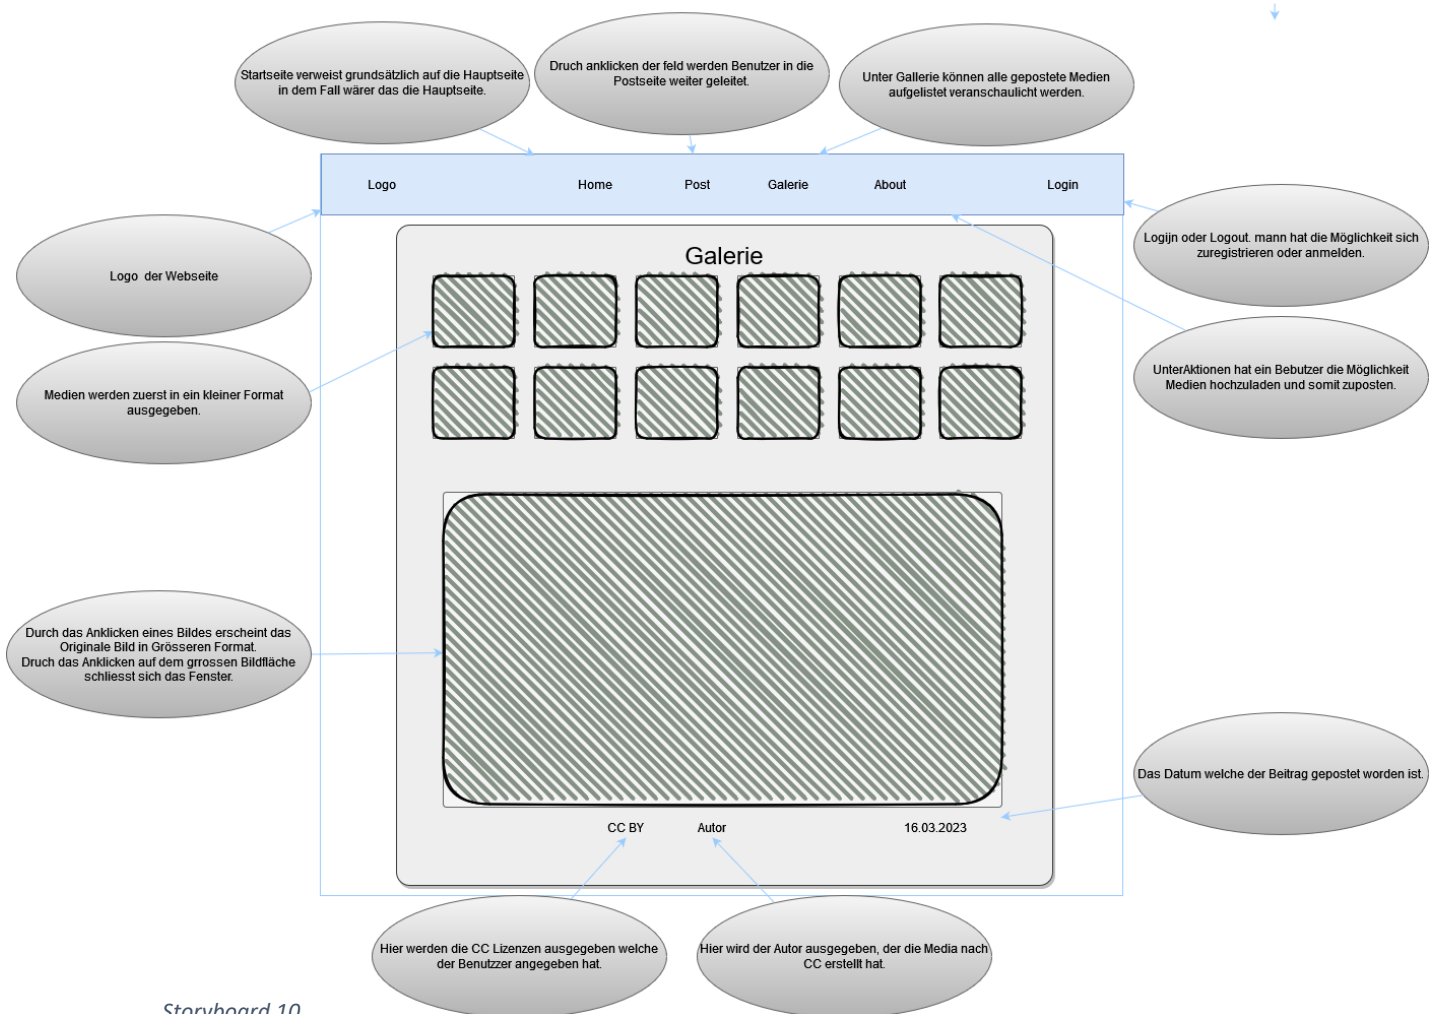 Startseite verweist grundsätzlich auf die Hauptseite
in dem Fall wärer das die Hauptseite.
Druch anklicken der feld werden Benutzer in die
Postseite weiter geleitet.
Unter Gallerie können alle gepostete Medien
aufgelistet veranschaulicht werden.
Logo Home Post Galerie About Login
Logo der Webseite
Logijn oder Logout. mann hat die Möglichkeit sich
zuregistrieren oder anmelden.
Galerie
Medien werden zuerst in ein kleiner Format
ausgegeben.
UnterAktionen hat ein Bebutzer die Möglichkeit
Medien hochzuladen und somit zuposten.
Durch das Anklicken eines Bildes erscheint das
Originale Bild in Grösseren Format.
Druch das Anklicken auf dem grrossen Bildfläche
schliesst sich das Fenster.
Das Datum welche der Beitrag gepostet worden ist.
CC BY Autor 16.03.2023
Hier werden die CC Lizenzen ausgegeben welche
der Benutzzer angegeben hat.
Hier wird der Autor ausgegeben, der die Media nach
CC erstellt hat.
Storyboard 10